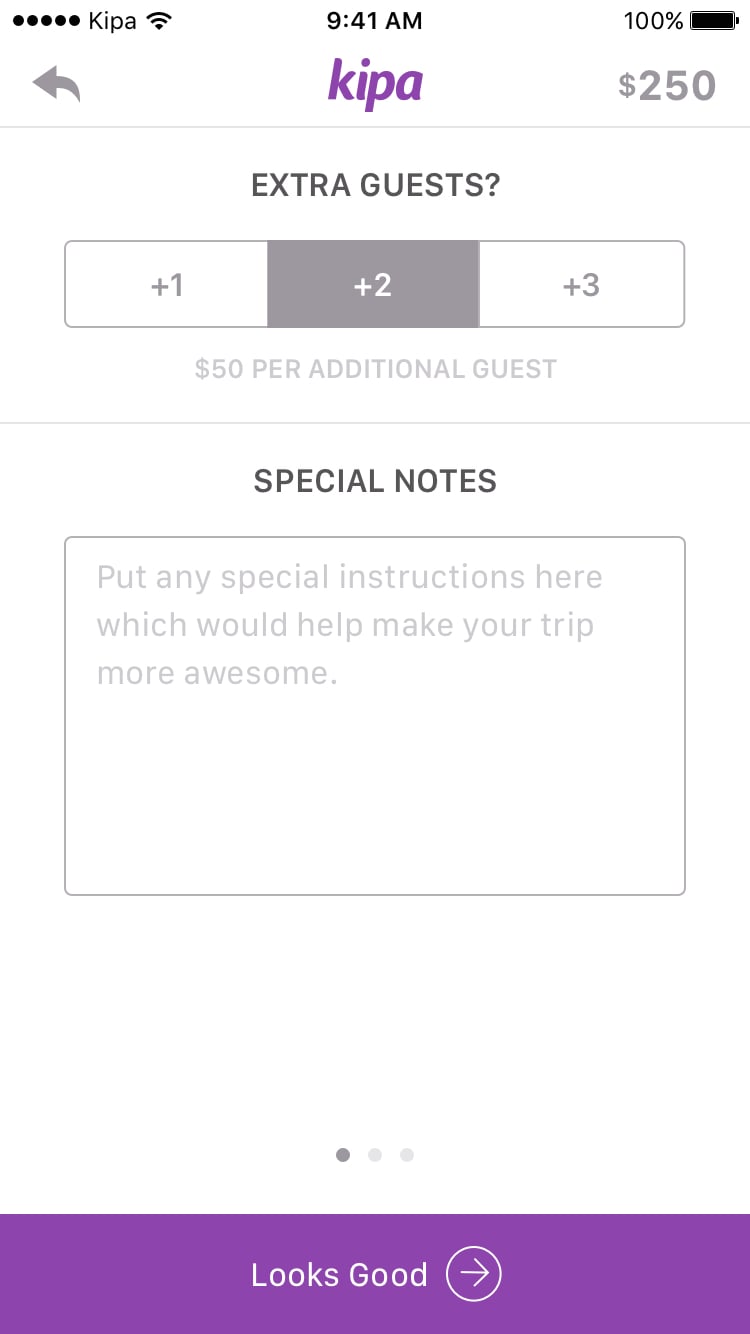 Kipa 9:41 AM 100%
kipa $250
EXTRA GUESTS?
+1 +2 +3
$50 PER ADDITIONAL GUEST
SPECIAL NOTES
Put any special instructions here
which would help make your trip
more awesome.
Looks Good